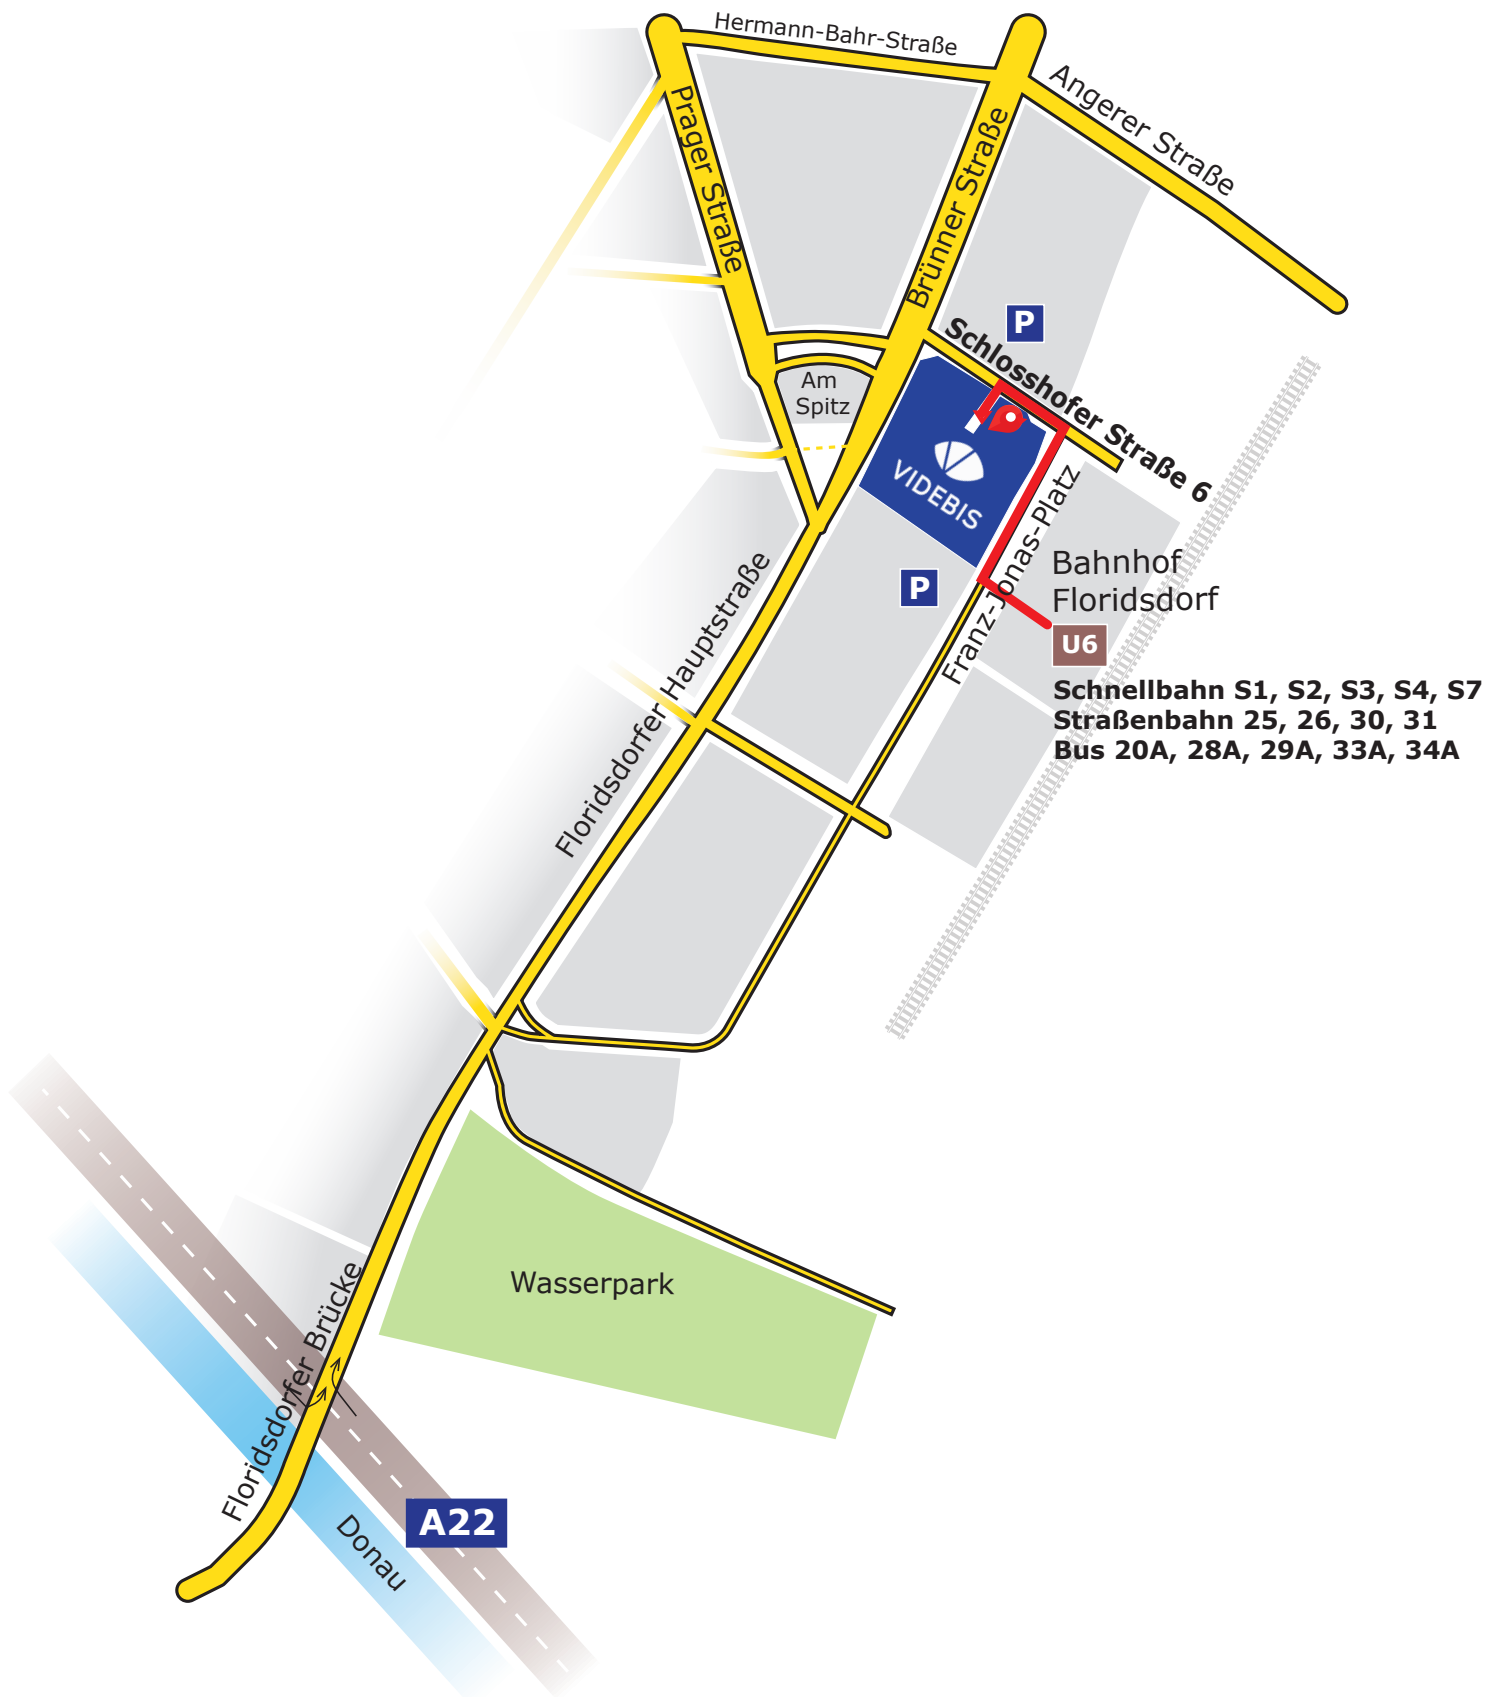 Hermann-Bahr-Straße
Angerer Straße
Prager Straße
Brünner Straße
P
Schlosshofer Straße 6
Am
Spitz
VIDEBIS
Franz-Jonas-Platz
P
Bahnhof
Floridsdorf
U6
Schnellbahn S1, S2, S3, S4, S7
Straßenbahn 25, 26, 30, 31
Bus 20A, 28A, 29A, 33A, 34A
Floridsdorfer Hauptstraße
Wasserpark
Floridsdorfer Brücke
A22
Donau